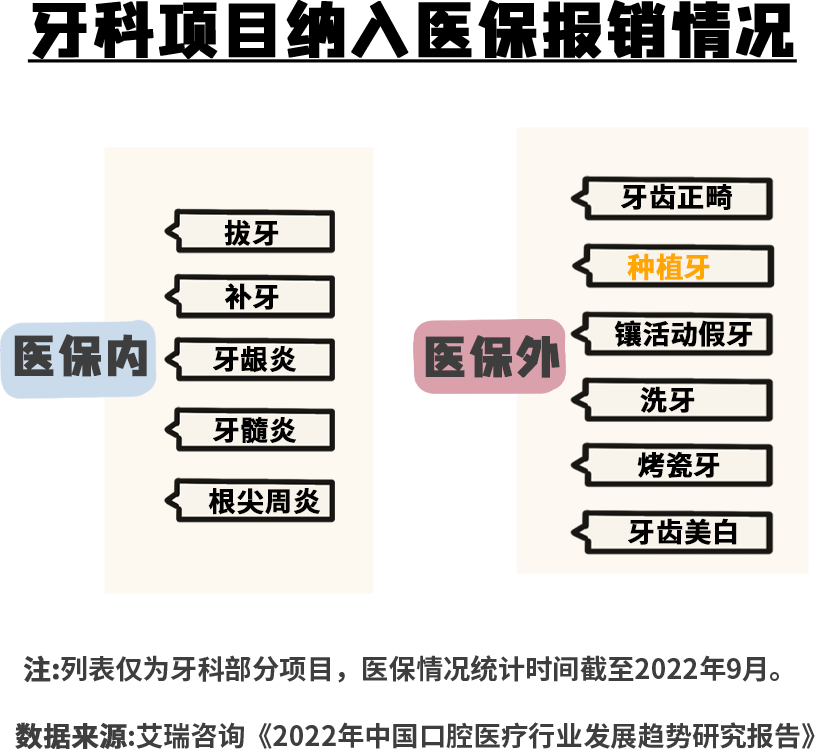 牙科项目纳入医保报销情况
医保内
拔牙
补牙
牙龈炎
牙髓炎
根尖周炎
医保外
牙齿正畸
种植牙
镶活动假牙
洗牙
烤瓷牙
牙齿美白
注:列表仅为牙科部分项目，医保情况统计时间截至2022年9月。
数据来源:艾瑞咨询《2022年中国口腔医疗行业发展趋势研究报告》